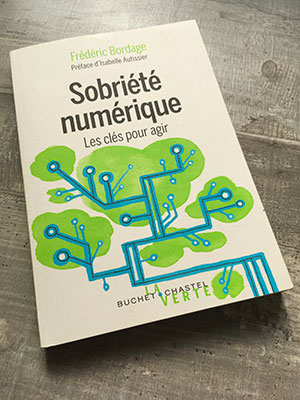 Frédéric Bordage
Préface d'Isabelle Autissier
Sobriété
numérique
Les clés pour agir
BUCHET • CHASTEL
LA
VERTE